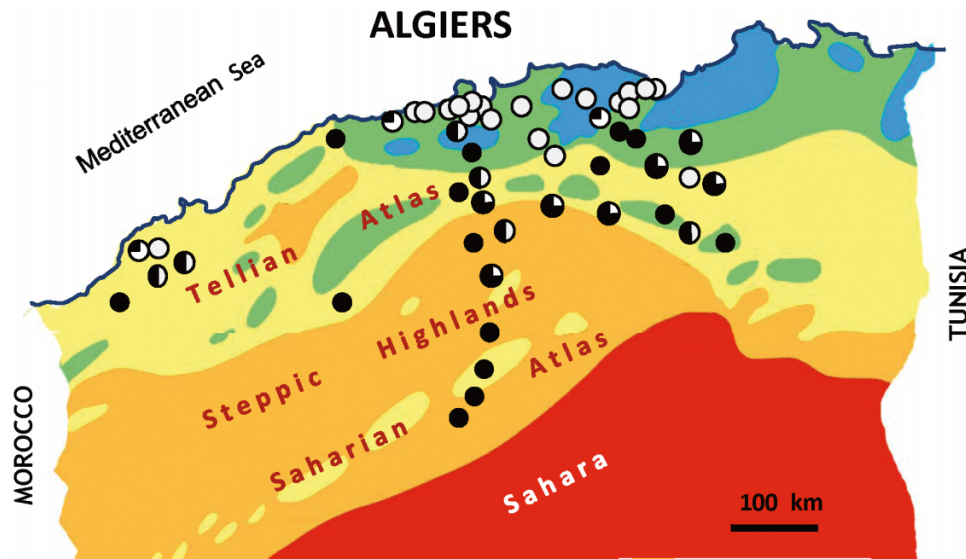 ALGIERS
Mediterranean Sea
Tellian Atlas
Steppic Highlands
Saharian Atlas
Sahara
MOROCCO
TUNISIA
100 km